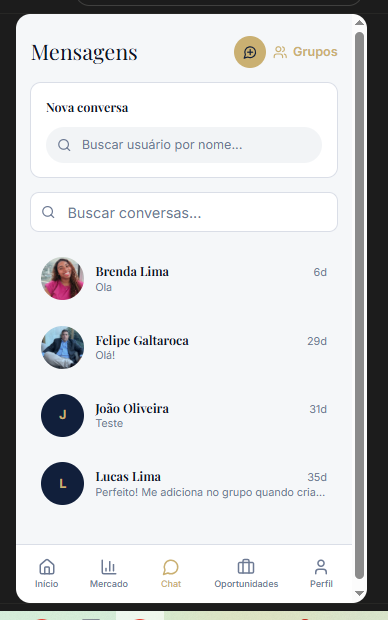 Mensagens
Grupos
Nova conversa
Buscar usuário por nome...
Buscar conversas...
Brenda Lima
6d
Ola
Felipe Galtaroca
29d
Olá!
João Oliveira
31d
J
Teste
Lucas Lima
35d
L
Perfeito! Me adiciona no grupo quando cria...
Início
Mercado
Chat
Oportunidades
Perfil